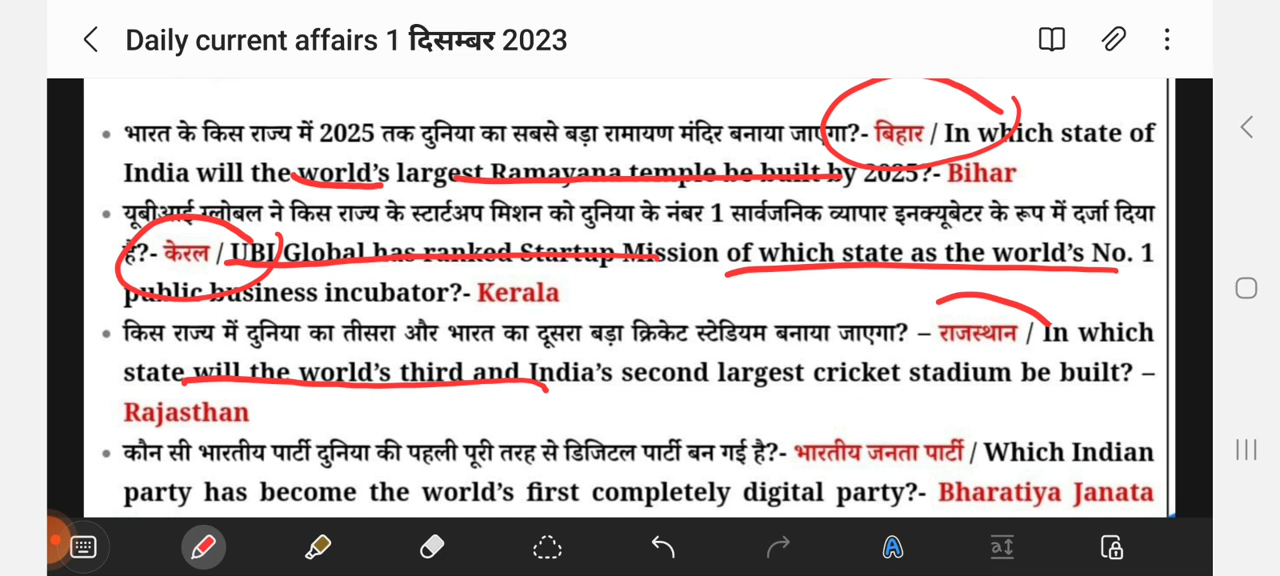 Daily current affairs 1 दिसम्बर 2023
• भारत के किस राज्य में 2025 तक दुनिया का सबसे बड़ा रामायण मंदिर बनाया जाएगा?- बिहार / In which state of
India will the world's largest Ramayana temple be built by 2025?- Bihar
• यूबीआई ग्लोबल ने किस राज्य के स्टार्टअप मिशन को दुनिया के नंबर 1 सार्वजनिक व्यापार इनक्यूबेटर के रूप में दर्जा दिया
है?- केरल / UBI Global has ranked Startup Mission of which state as the world's No. 1
public business incubator?- Kerala
• किस राज्य में दुनिया का तीसरा और भारत का दूसरा बड़ा क्रिकेट स्टेडियम बनाया जाएगा? – राजस्थान / In which
state will the world's third and India's second largest cricket stadium be built? –
Rajasthan
• कौन सी भारतीय पार्टी दुनिया की पहली पूरी तरह से डिजिटल पार्टी बन गई है?- भारतीय जनता पार्टी / Which Indian
party has become the world's first completely digital party?- Bharatiya Janata